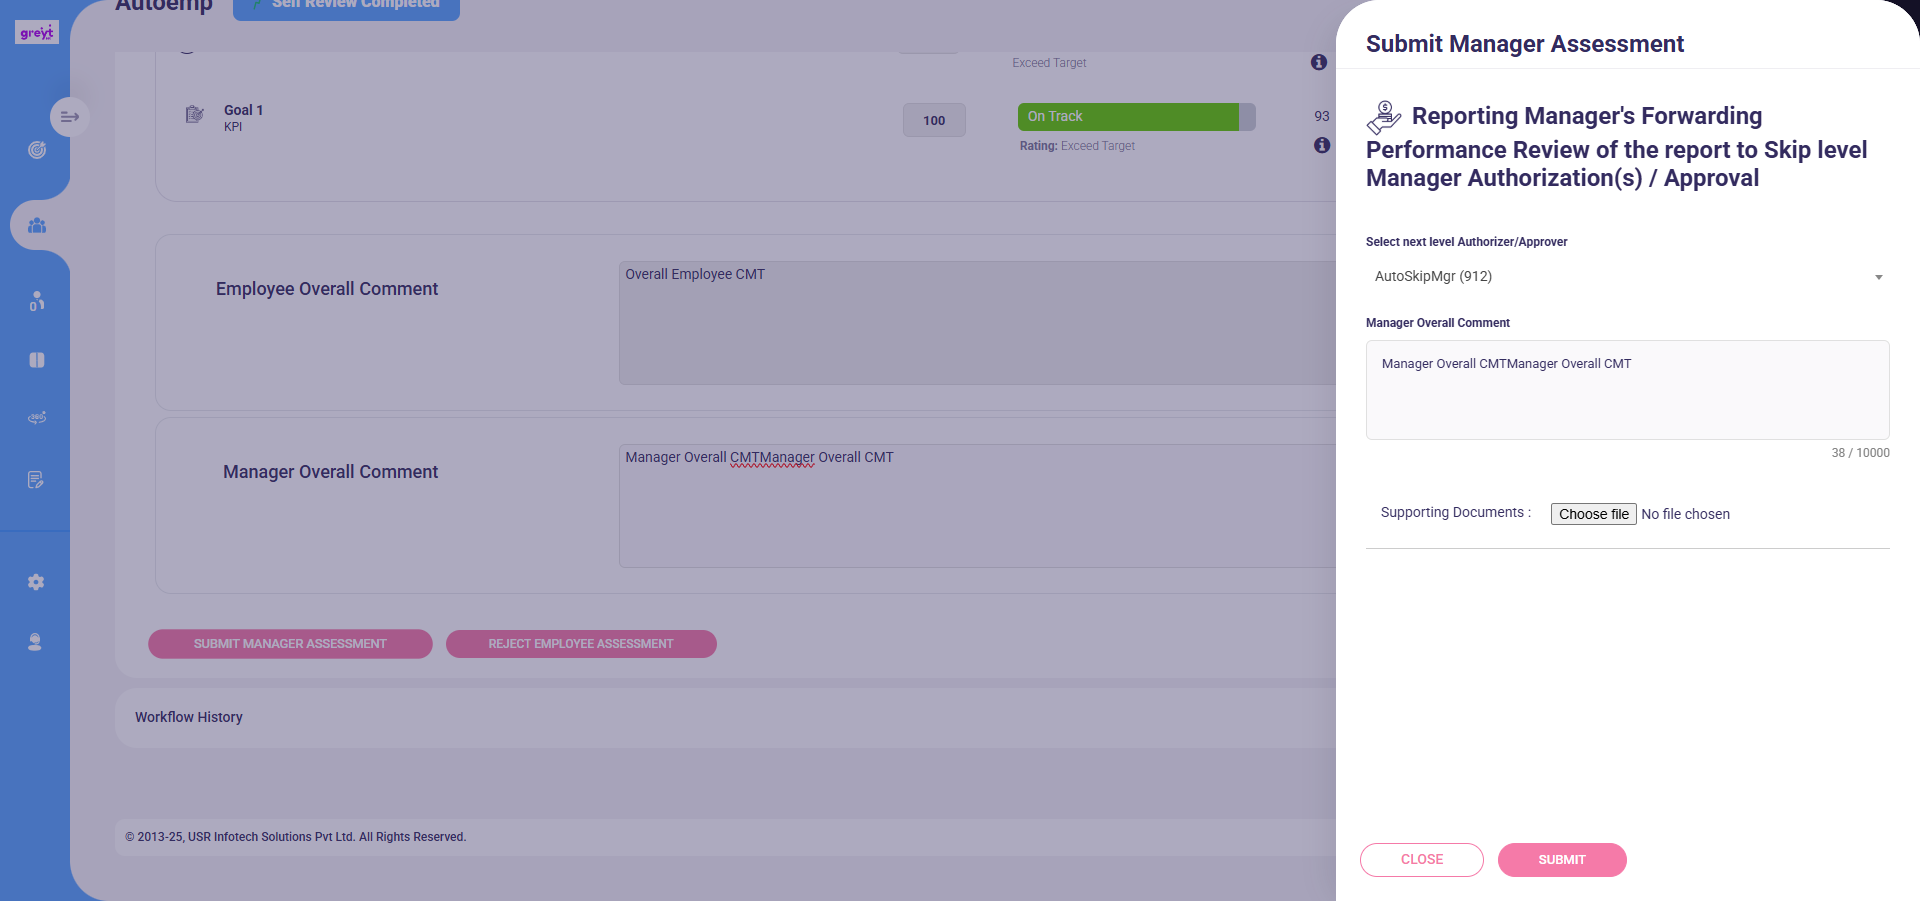 greyt
Autoemp
Self Review Completed
Exceed Target
Goal 1
KPI
100
On Track
93
Rating: Exceed Target
Employee Overall Comment
Overall Employee CMT
Manager Overall Comment
Manager Overall CMTManager Overall CMT
SUBMIT MANAGER ASSESSMENT
REJECT EMPLOYEE ASSESSMENT
Workflow History
© 2013-25, USR Infotech Solutions Pvt Ltd. All Rights Reserved.
Submit Manager Assessment
Reporting Manager's Forwarding
Performance Review of the report to Skip level
Manager Authorization(s) / Approval
Select next level Authorizer/Approver
AutoSkipMgr (912)
Manager Overall Comment
Manager Overall CMTManager Overall CMT
38 / 10000
Supporting Documents :
Choose file No file chosen
CLOSE
SUBMIT